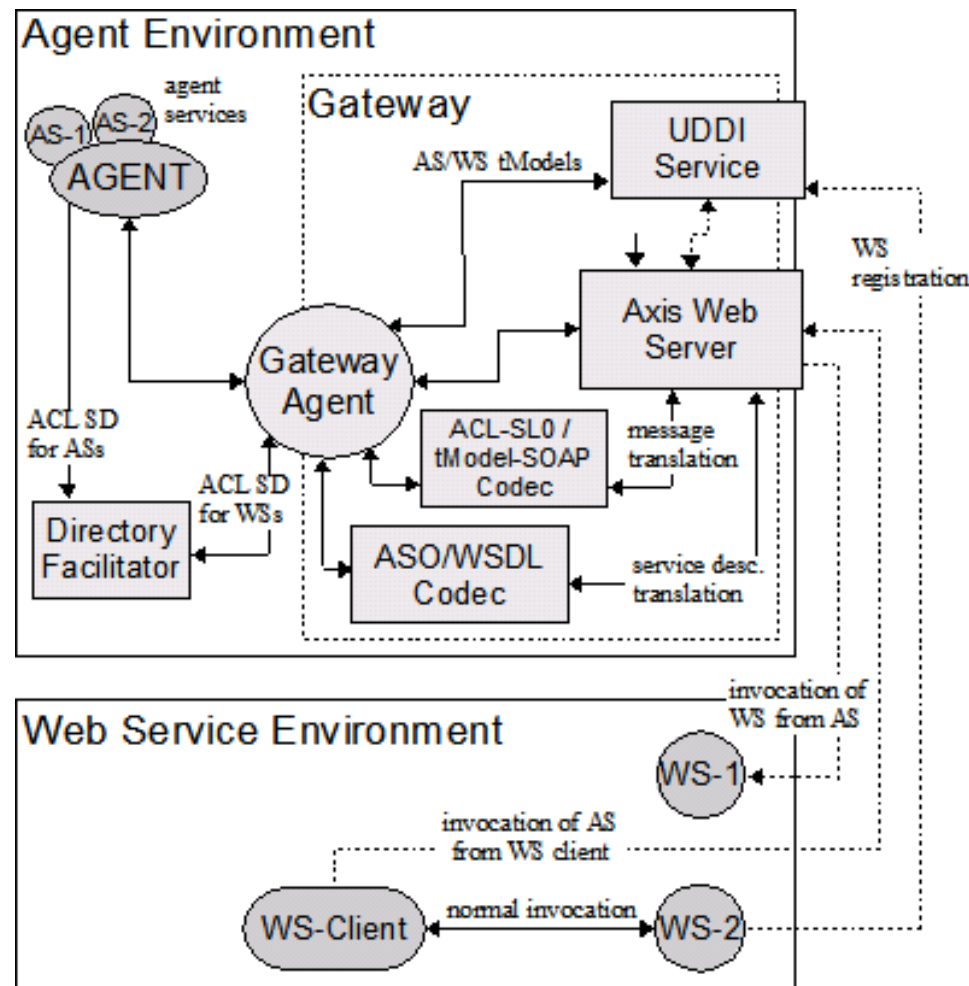 Agent Environment
agent
services
AS-1
AS-2
AGENT
Gateway
UDDI
Service
AS/WS tModels
WS
registration
Axis Web
Server
Gateway
Agent
ACL SD
for ASs
ACL-SL0 /
tModel-SOAP
Codec
message
translation
ACL SD
for WSs
Directory
Facilitator
ASO/WSDL
Codec
service desc.
translation
invocation of
WS from AS
Web Service Environment
WS-1
invocation of AS
from WS client
WS-Client
normal invocation
WS-2